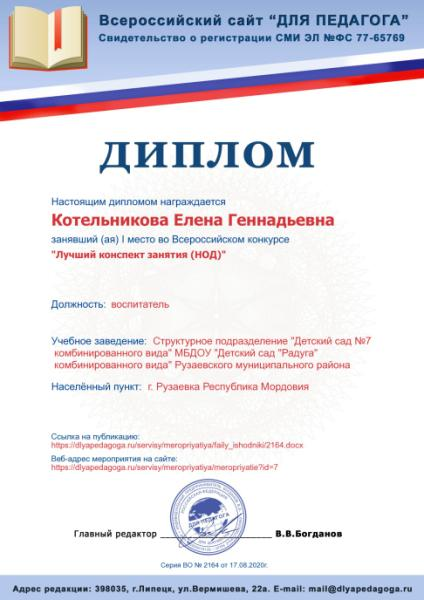 Всероссийский сайт “ДЛЯ ПЕДАГОГА”
Свидетельство о регистрации СМИ ЭЛ №ФС 77-65769
ДИПЛОМ
Настоящим дипломом награждается
Котельникова Елена Геннадьевна
занявший (ая) I место во Всероссийском конкурсе
"Лучший конспект занятия (НОД)"
Должность: воспитатель
Учебное заведение: Структурное подразделение "Детский сад №7
комбинированного вида" МБДОУ "Детский сад "Радуга"
комбинированного вида" Рузаевского муниципального района
Населённый пункт: г. Рузаевка Республика Мордовия
Ссылка на публикацию:
https://dlyapedagoga.ru/servisy/meropriyatiya/faily_ishodniki/2164.docx
Веб-адрес мероприятия на сайте:
https://dlyapedagoga.ru/servisy/meropriyatiya/meropriyatie?id=7
ДЛЯ ПЕДАГОГА
Главный редактор ____________________ В.В.Богданов
Серия ВО № 2164 от 17.08.2020г.
Адрес редакции: 398035, г.Липецк, ул.Вермишева, 22а. E-mail: mail@dlyapedagoga.ru